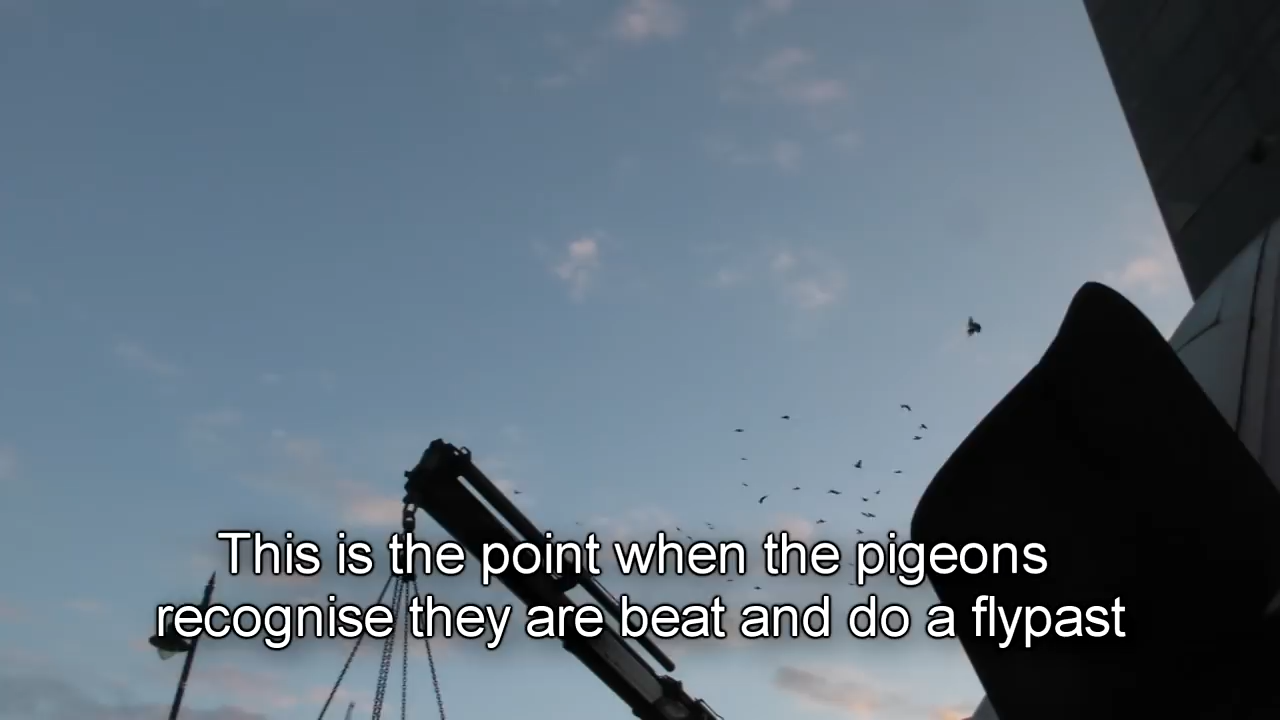 This is the point when the pigeons
recognise they are beat and do a flypast